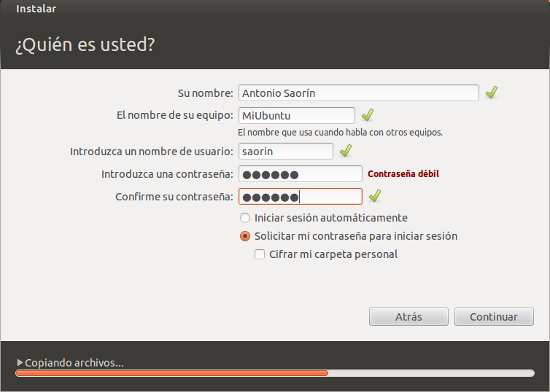 Instalar
¿Quién es usted?
Su nombre: Antonio Saorín
El nombre de su equipo: MiUbuntu
El nombre que usa cuando habla con otros equipos.
Introduzca un nombre de usuario: saorin
Introduzca una contraseña: ●●●●●● Contraseña débil
Confirme su contraseña: ●●●●●●
Iniciar sesión automáticamente
Solicitar mi contraseña para iniciar sesión
Cifrar mi carpeta personal
Atrás Continuar
Copiando archivos...